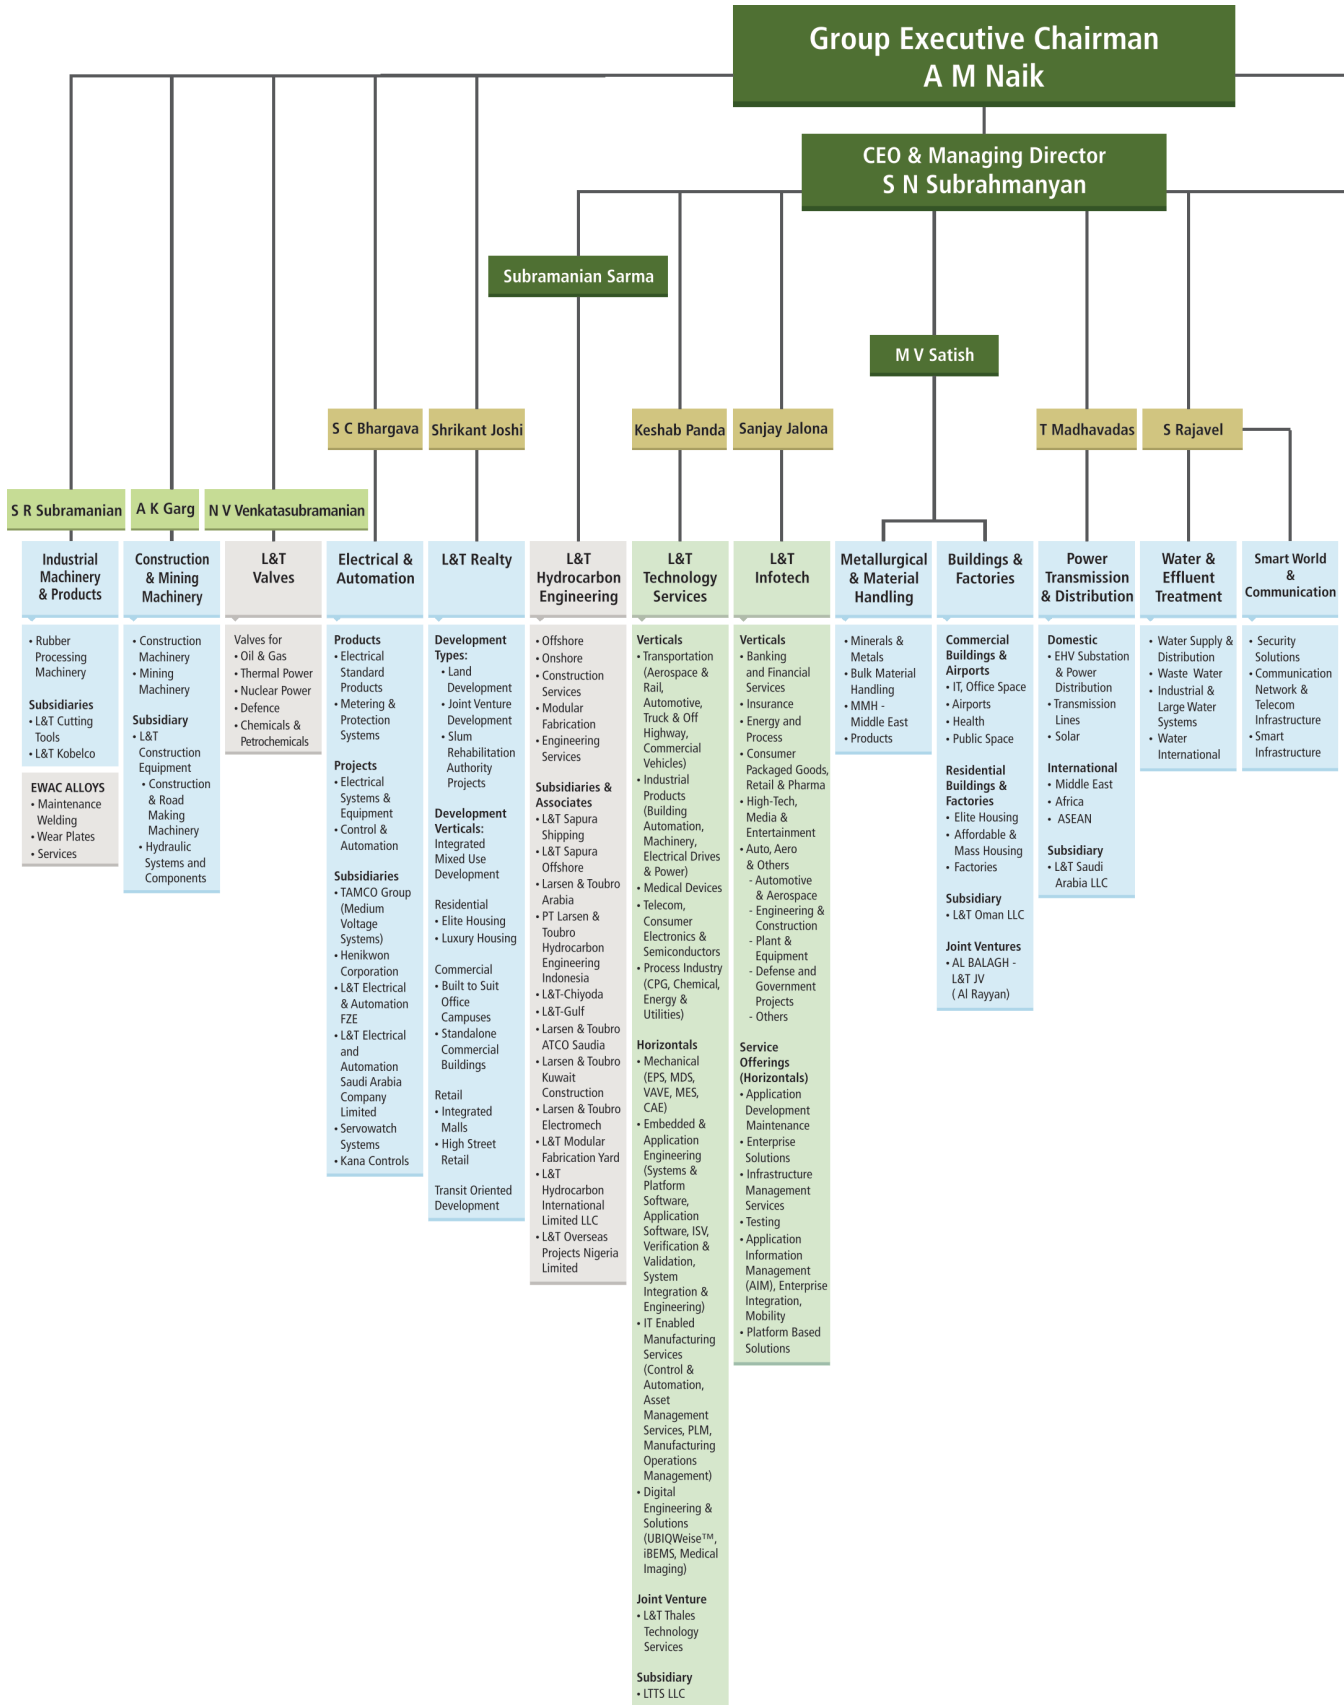 Group Executive Chairman
A M Naik
CEO & Managing Director
S N Subrahmanyan
Subramanian Sarma
M V Satish
S C Bhargava
Shrikant Joshi
Keshab Panda
Sanjay Jalona
T Madhavadas
S Rajavel
S R Subramanian
A K Garg
N V Venkatasubramanian
Industrial
Machinery
& Products
• Rubber
Processing
Machinery
Subsidiaries
• L&T Cutting
Tools
• L&T Kobelco
EWAC ALLOYS
• Maintenance
Welding
• Wear Plates
• Services
Construction
& Mining
Machinery
• Construction
Machinery
• Mining
Machinery
Subsidiary
• L&T
Construction
Equipment
• Construction
& Road
Making
Machinery
• Hydraulic
Systems and
Components
L&T
Valves
Valves for
• Oil & Gas
• Thermal Power
• Nuclear Power
• Defence
• Chemicals &
Petrochemicals
Electrical &
Automation
Products
• Electrical
Standard
Products
• Metering &
Protection
Systems
Projects
• Electrical
Systems &
Equipment
• Control &
Automation
Subsidiaries
• TAMCO Group
(Medium
Voltage
Systems)
• Henikwon
Corporation
• L&T Electrical
& Automation
FZE
• L&T Electrical
and
Automation
Saudi Arabia
Company
Limited
• Servowatch
Systems
• Kana Controls
L&T Realty
Development
Types:
• Land
Development
• Joint Venture
Development
• Slum
Rehabilitation
Authority
Projects
Development
Verticals:
Integrated
Mixed Use
Development
Residential
• Elite Housing
• Luxury Housing
Commercial
• Built to Suit
Office
Campuses
• Standalone
Commercial
Buildings
Retail
• Integrated
Malls
• High Street
Retail
Transit Oriented
Development
L&T
Hydrocarbon
Engineering
• Offshore
• Onshore
• Construction
Services
• Modular
Fabrication
• Engineering
Services
Subsidiaries &
Associates
• L&T Sapura
Shipping
• L&T Sapura
Offshore
• Larsen & Toubro
Arabia
• PT Larsen &
Toubro
Hydrocarbon
Engineering
Indonesia
• L&T-Chiyoda
• L&T-Gulf
• Larsen & Toubro
ATCO Saudia
• Larsen & Toubro
Kuwait
Construction
• Larsen & Toubro
Electromech
• L&T Modular
Fabrication Yard
• L&T
Hydrocarbon
International
Limited LLC
• L&T Overseas
Projects Nigeria
Limited
L&T
Technology
Services
Verticals
• Transportation
(Aerospace &
Rail,
Automotive,
Truck & Off
Highway,
Commercial
Vehicles)
• Industrial
Products
(Building
Automation,
Machinery,
Electrical Drives
& Power)
• Medical Devices
• Telecom,
Consumer
Electronics &
Semiconductors
• Process Industry
(CPG, Chemical,
Energy &
Utilities)
Horizontals
• Mechanical
(EPS, MDS,
VAVE, MES,
CAE)
• Embedded &
Application
Engineering
(Systems &
Platform
Software,
Application
Software, ISV,
Verification &
Validation,
System
Integration &
Engineering)
• IT Enabled
Manufacturing
Services
(Control &
Automation,
Asset
Management
Services, PLM,
Manufacturing
Operations
Management)
• Digital
Engineering &
Solutions
(UBIQWeise™,
iBEMS, Medical
Imaging)
Joint Venture
• L&T Thales
Technology
Services
Subsidiary
• LTTS LLC
L&T
Infotech
Verticals
• Banking
and Financial
Services
• Insurance
• Energy and
Process
• Consumer
Packaged Goods,
Retail & Pharma
• High-Tech,
Media &
Entertainment
• Auto, Aero
& Others
- Automotive
& Aerospace
- Engineering &
Construction
- Plant &
Equipment
- Defense and
Government
Projects
- Others
Service
Offerings
(Horizontals)
• Application
Development
Maintenance
• Enterprise
Solutions
• Infrastructure
Management
Services
• Testing
• Application
Information
Management
(AIM), Enterprise
Integration,
Mobility
• Platform Based
Solutions
Metallurgical
& Material
Handling
• Minerals &
Metals
• Bulk Material
Handling
• MMH -
Middle East
• Products
Buildings &
Factories
Commercial
Buildings &
Airports
• IT, Office Space
• Airports
• Health
• Public Space
Residential
Buildings &
Factories
• Elite Housing
• Affordable &
Mass Housing
• Factories
Subsidiary
• L&T Oman LLC
Joint Ventures
• AL BALAGH -
L&T JV
( Al Rayyan)
Power
Transmission
& Distribution
Domestic
• EHV Substation
& Power
Distribution
• Transmission
Lines
• Solar
International
• Middle East
• Africa
• ASEAN
Subsidiary
• L&T Saudi
Arabia LLC
Water &
Effluent
Treatment
• Water Supply &
Distribution
• Waste Water
• Industrial &
Large Water
Systems
• Water
International
Smart World
&
Communication
• Security
Solutions
• Communication
Network &
Telecom
Infrastructure
• Smart
Infrastructure